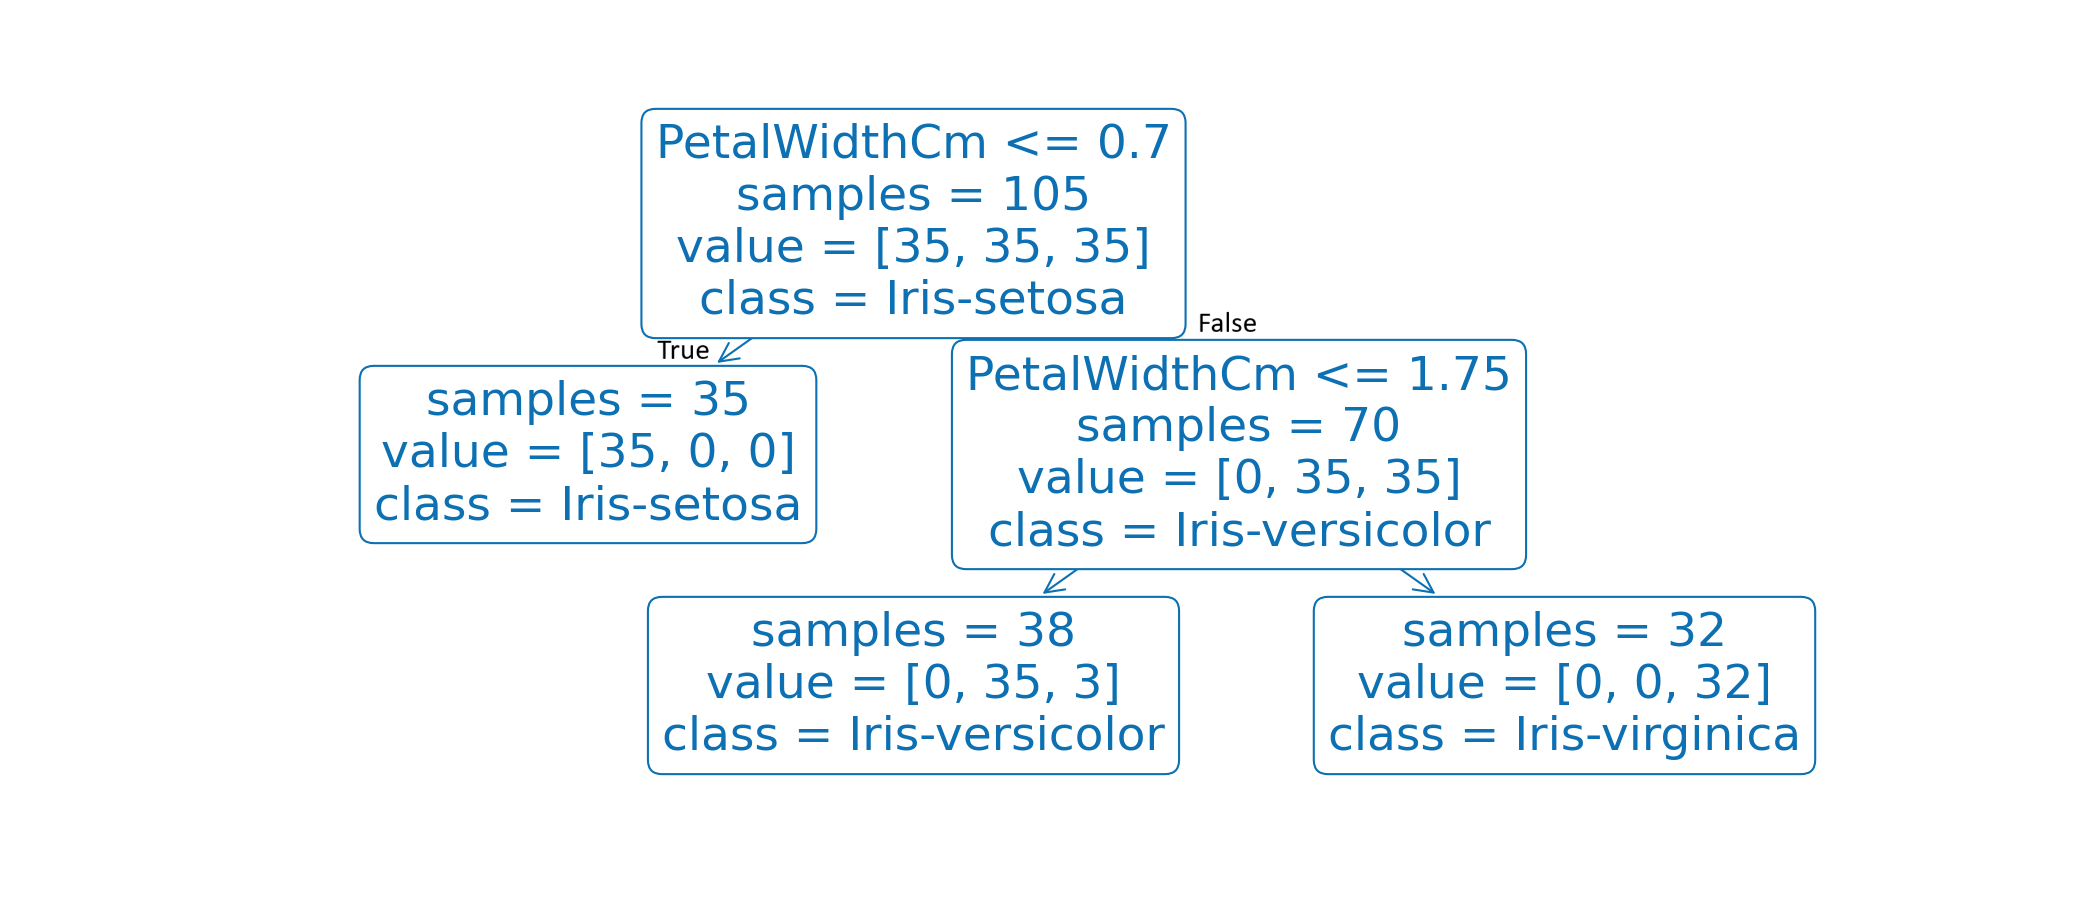 PetalWidthCm <= 0.7
samples = 105
value = [35, 35, 35]
class = Iris-setosa
True
False
samples = 35
value = [35, 0, 0]
class = Iris-setosa
PetalWidthCm <= 1.75
samples = 70
value = [0, 35, 35]
class = Iris-versicolor
samples = 38
value = [0, 35, 3]
class = Iris-versicolor
samples = 32
value = [0, 0, 32]
class = Iris-virginica